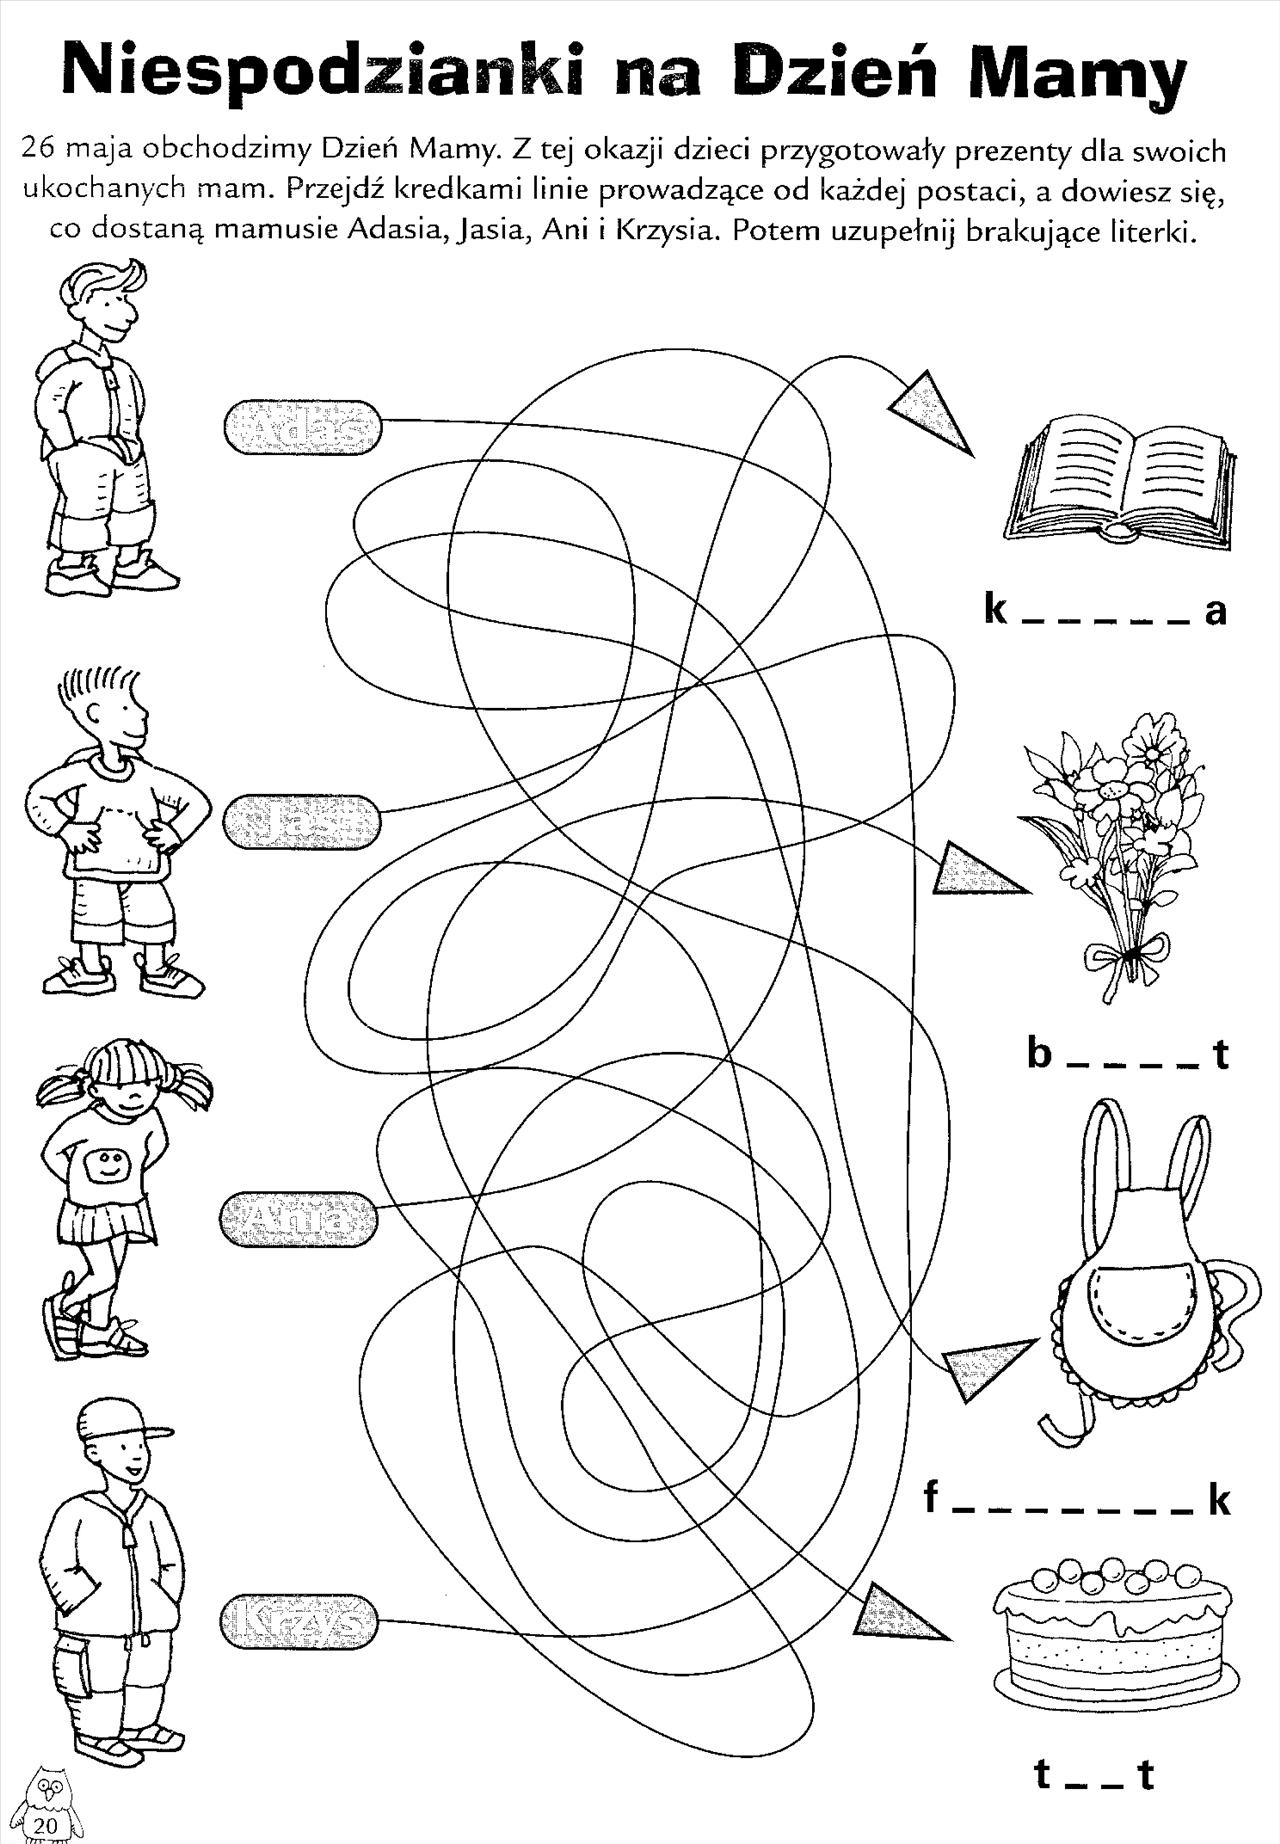 Niespodzianki na Dzień Mamy
26 maja obchodzimy Dzień Mamy. Z tej okazji dzieci przygotowały prezenty dla swoich
ukochanych mam. Przejdź kredkami linie prowadzące od każdej postaci, a dowiesz się,
co dostaną mamusie Adasia, Jasia, Ani i Krzysia. Potem uzupełnij brakujące literki.
Adaś
k _ _ _ _ _ a
Jaś
b _ _ _ _ t
Ania
f _ _ _ _ _ _ _ k
Krzyś
t _ _ t
20